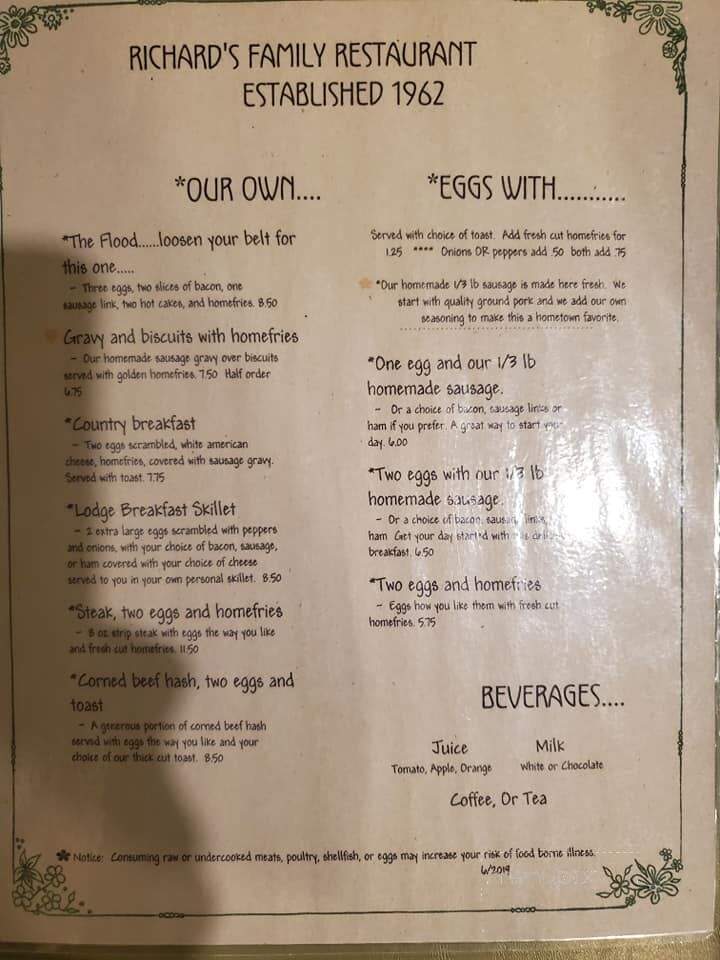 RICHARD'S FAMILY RESTAURANT
ESTABLISHED 1962
*OUR OWN....
*The Flood......loosen your belt for
this one.....
- Three eggs, two slices of bacon, one
sausage link, two hot cakes, and homefries. 8.50
Gravy and biscuits with homefries
- Our homemade sausage gravy over biscuits
served with golden homefries. 7.50 Half order
6.75
*Country breakfast
- Two eggs scrambled, white american
cheese, homefries, covered with sausage gravy.
Served with toast. 7.75
*Lodge Breakfast Skillet
- 2 extra large eggs scrambled with peppers
and onions, with your choice of bacon, sausage,
or ham covered with your choice of cheese
served to you in your own personal skillet. 8.50
*Steak, two eggs and homefries
- 8 oz strip steak with eggs the way you like
and fresh cut homefries. 11.50
*Corned beef hash, two eggs and
toast
- A generous portion of corned beef hash
served with eggs the way you like and your
choice of our thick cut toast. 8.50
*EGGS WITH...........
Served with choice of toast. Add fresh cut homefries for
1.25 **** Onions OR peppers add .50 both add .75
*Our homemade 1/3 lb sausage is made here fresh. We
start with quality ground pork and we add our own
seasoning to make this a hometown favorite.
*One egg and our 1/3 lb
homemade sausage.
- Or a choice of bacon, sausage links or
ham if you prefer. A great way to start your
day. 6.00
*Two eggs with our 1/3 lb
homemade sausage
- Or a choice of bacon, sausage links,
ham Get your day started with
breakfast. 6.50
*Two eggs and homefries
- Eggs how you like them with fresh cut
homefries. 5.75
BEVERAGES....
Juice Milk
Tomato, Apple, Orange White or Chocolate
Coffee, Or Tea
* Notice: Consuming raw or undercooked meats, poultry, shellfish, or eggs may increase your risk of food borne illness.
6/2019
menupix